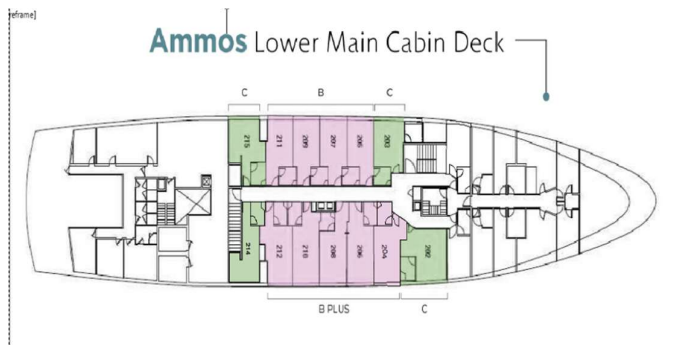 reframe]
Ammos Lower Main Cabin Deck
C B C
215 211 209 207 205 203
214 212 210 208 206 204 202
B PLUS C